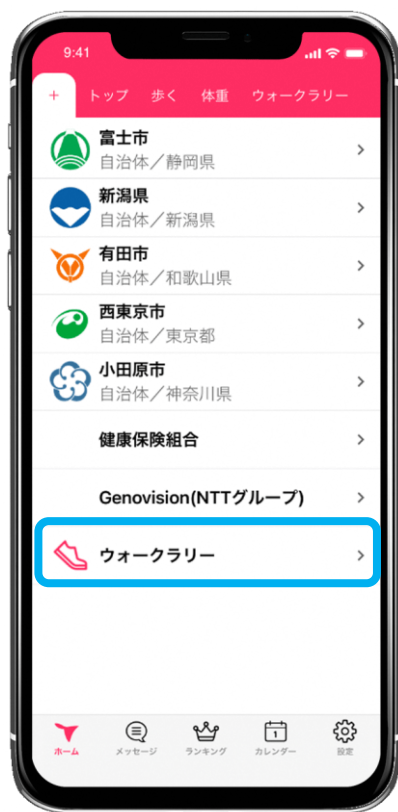 9:41
+ トップ 歩く 体重 ウォークラリー
富士市
自治体／静岡県
新潟県
自治体／新潟県
有田市
自治体／和歌山県
西東京市
自治体／東京都
小田原市
自治体／神奈川県
健康保険組合
Genovision(NTTグループ)
ウォークラリー
1
ホーム メッセージ ランキング カレンダー 設定